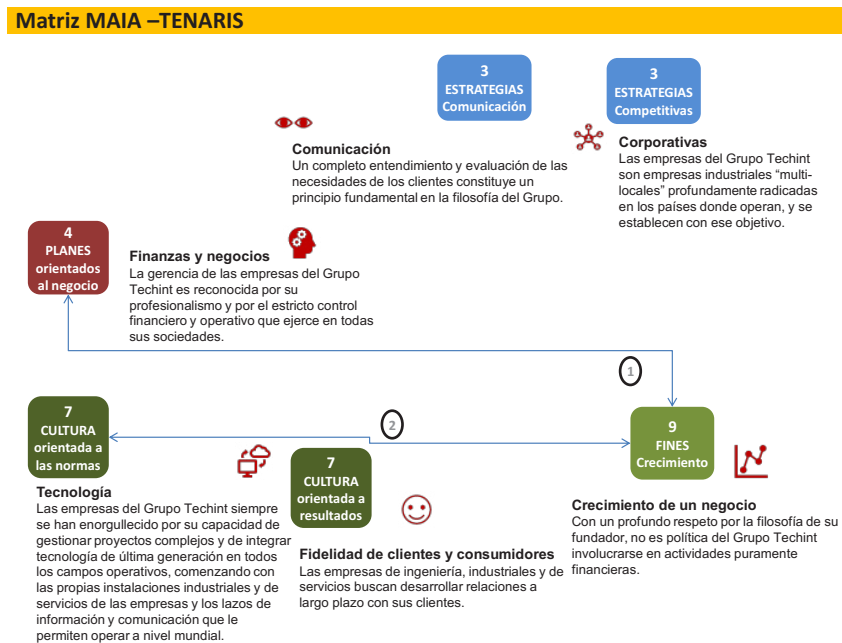 Matriz MAIA –TENARIS
3
ESTRATEGIAS
Comunicación
3
ESTRATEGIAS
Competitivas
Comunicación
Un completo entendimiento y evaluación de las
necesidades de los clientes constituye un
principio fundamental en la filosofía del Grupo.
Corporativas
Las empresas del Grupo Techint
son empresas industriales “multi-
locales” profundamente radicadas
en los países donde operan, y se
establecen con ese objetivo.
4
PLANES
orientados
al negocio
Finanzas y negocios
La gerencia de las empresas del Grupo
Techint es reconocida por su
profesionalismo y por el estricto control
financiero y operativo que ejerce en todas
sus sociedades.
1
2
7
CULTURA
orientada a
las normas
Tecnología
Las empresas del Grupo Techint siempre
se han enorgullecido por su capacidad de
gestionar proyectos complejos y de integrar
tecnología de última generación en todos
los campos operativos, comenzando con
las propias instalaciones industriales y de
servicios de las empresas y los lazos de
información y comunicación que le
permiten operar a nivel mundial.
7
CULTURA
orientada a
resultados
Fidelidad de clientes y consumidores
Las empresas de ingeniería, industriales y de
servicios buscan desarrollar relaciones a
largo plazo con sus clientes.
9
FINES
Crecimiento
Crecimiento de un negocio
Con un profundo respeto por la filosofía de su
fundador, no es política del Grupo Techint
involucrarse en actividades puramente
financieras.